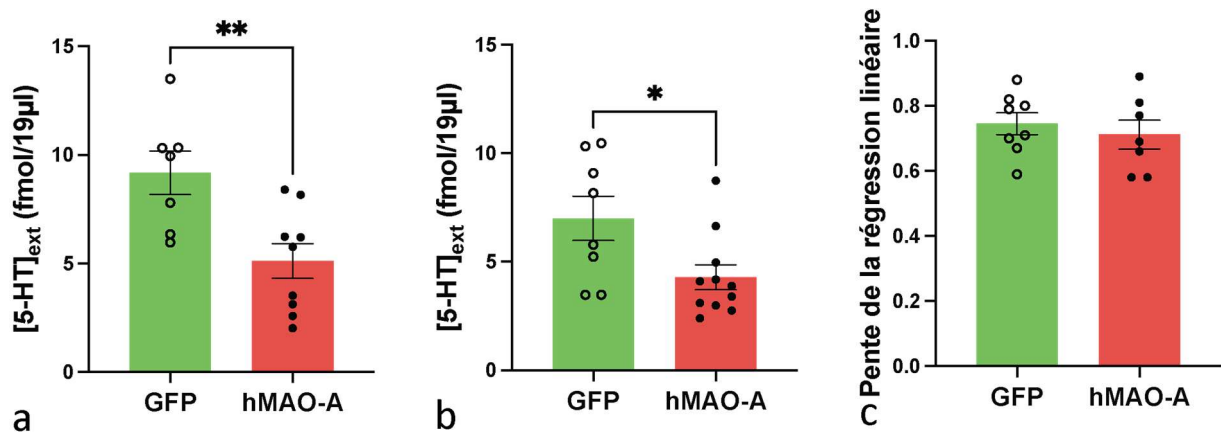 [5-HT]ext (fmol/19µl)
15
10
5
0
**
GFP
hMAO-A
a
[5-HT]ext (fmol/19µl)
15
10
5
0
*
GFP
hMAO-A
b
Pente de la régression linéaire
1.0
0.8
0.6
0.4
0.2
0.0
GFP
hMAO-A
c